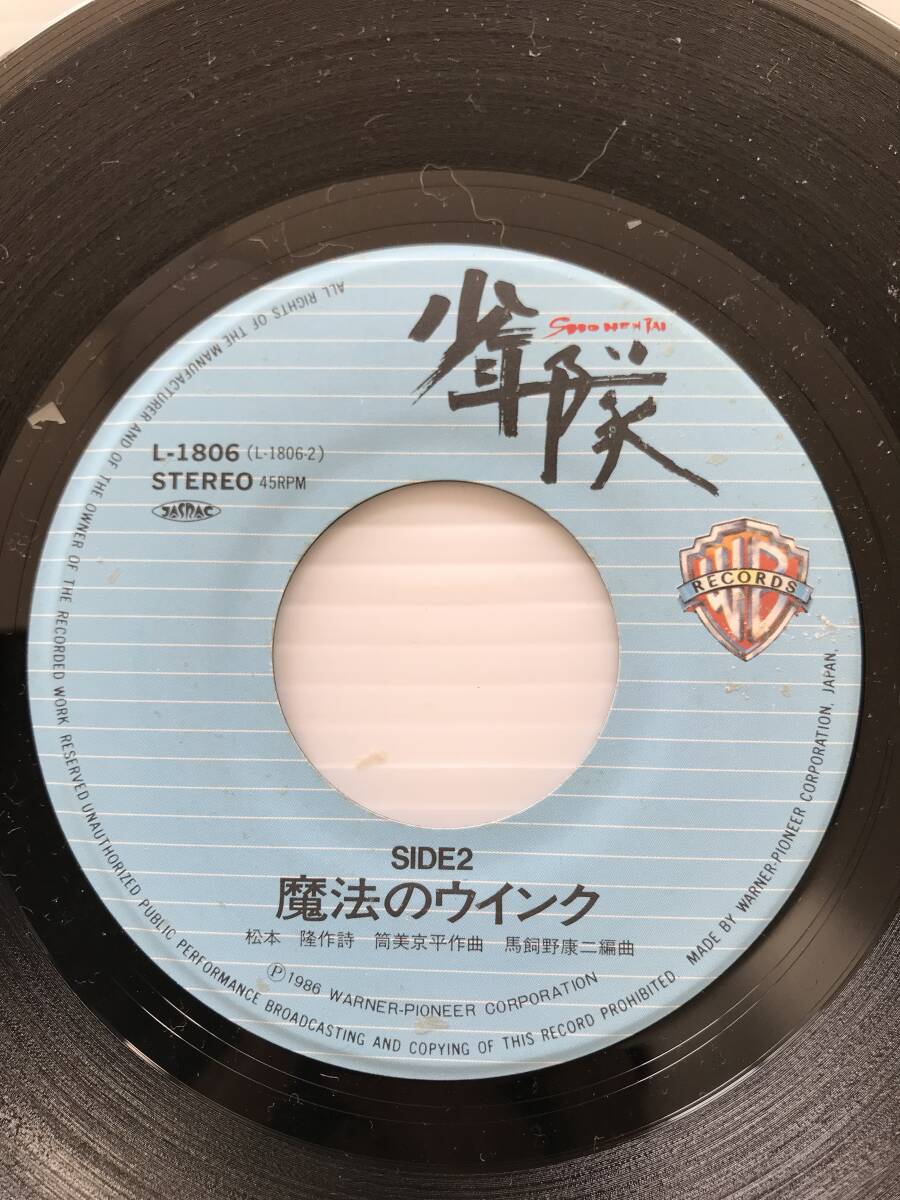 少年隊
SHONENTAI
L-1806 (L-1806-2)
STEREO 45RPM
JASRAC
WB
RECORDS
SIDE2
魔法のウインク
松本 隆作詩 筒美京平作曲 馬飼野康二編曲
Ⓟ1986 WARNER-PIONEER CORPORATION
ALL RIGHTS OF THE MANUFACTURER AND OF THE OWNER OF THE RECORDED WORK RESERVED UNAUTHORIZED PUBLIC PERFORMANCE BROADCASTING AND COPYING OF THIS RECORD PROHIBITED MADE BY WARNER-PIONEER CORPORATION, JAPAN.